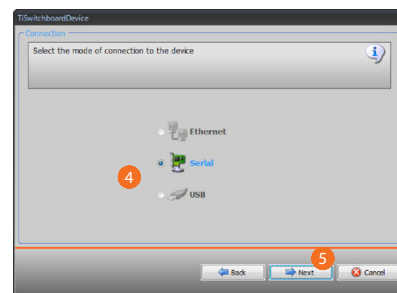 TiSwitchboardDevice
Connection
Select the mode of connection to the device
Ethernet
4
Serial
USB
5
Back
Next
Cancel